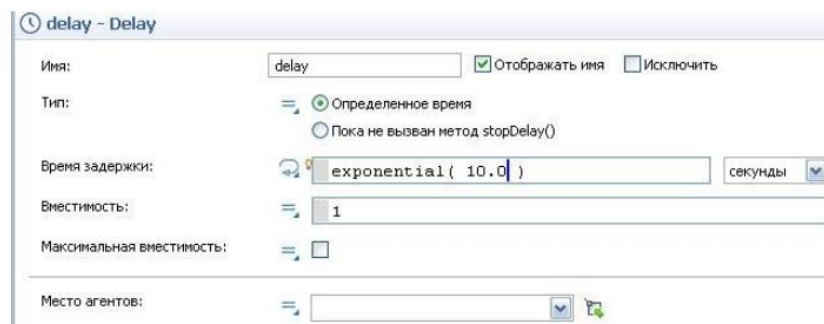 delay - Delay
Имя: delay Отображать имя Исключить
Тип: Определенное время
Пока не вызван метод stopDelay()
Время задержки: exponential( 10.0 ) секунды
Вместимость: 1
Максимальная вместимость:
Место агентов: